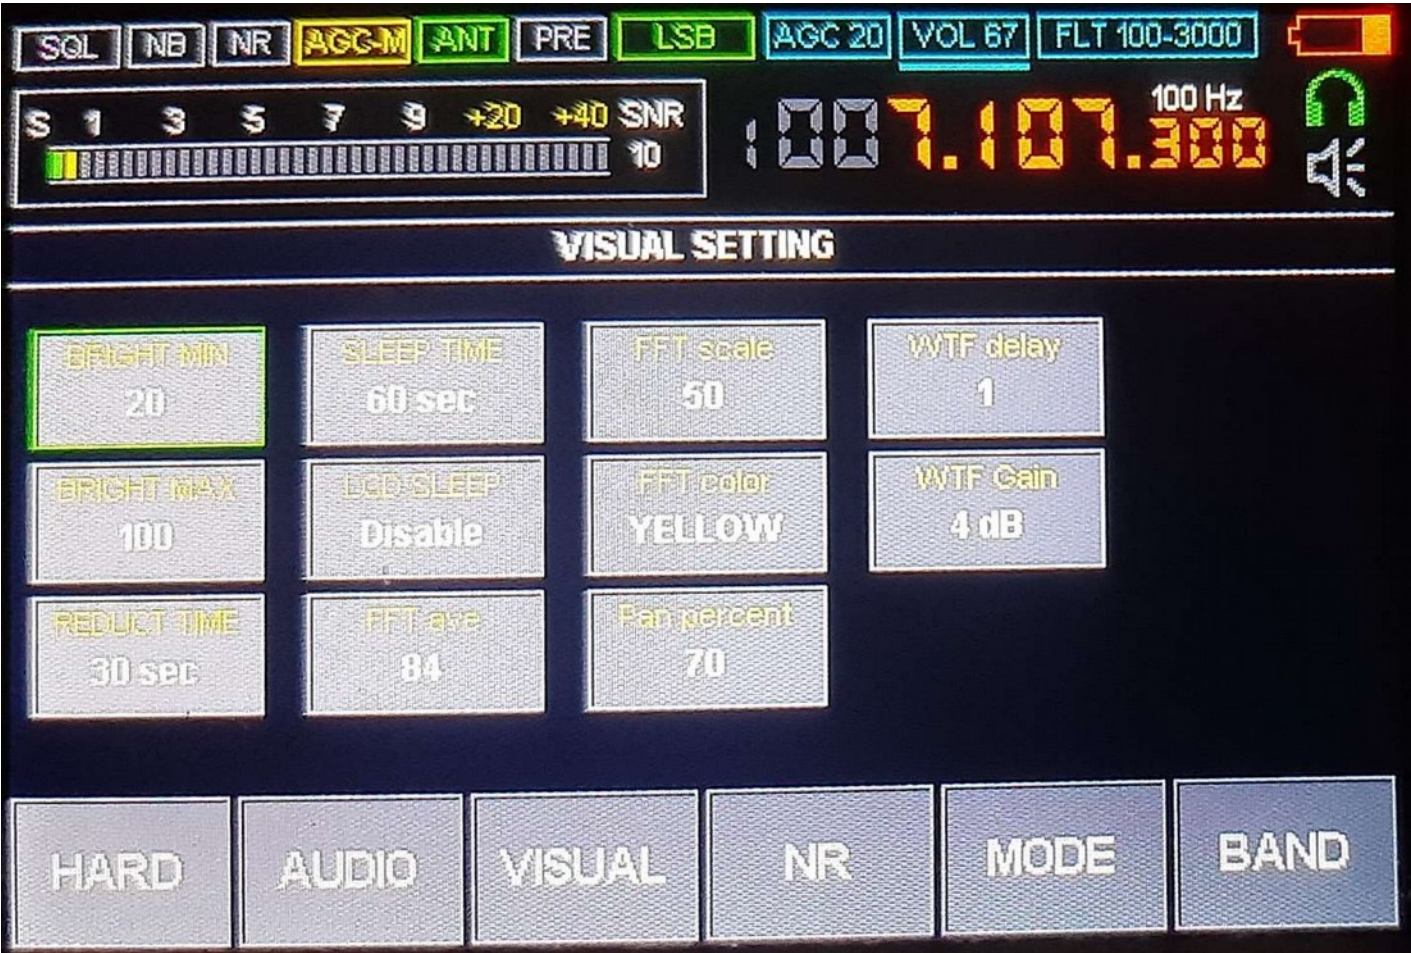 SQL NB NR AGC-M ANT PRE LSB AGC 20 VOL 67 FLT 100-3000
S 1 3 5 7 9 +20 +40 SNR
10
100 Hz
7.107.300
VISUAL SETTING
BRIGHT MIN
20
SLEEP TIME
60 sec
FFT scale
50
WTF delay
1
BRIGHT MAX
100
LCD SLEEP
Disable
FFT color
YELLOW
WTF Gain
4 dB
REDUCT TIME
30 sec
FFT ave
84
Pan percent
70
HARD AUDIO VISUAL NR MODE BAND